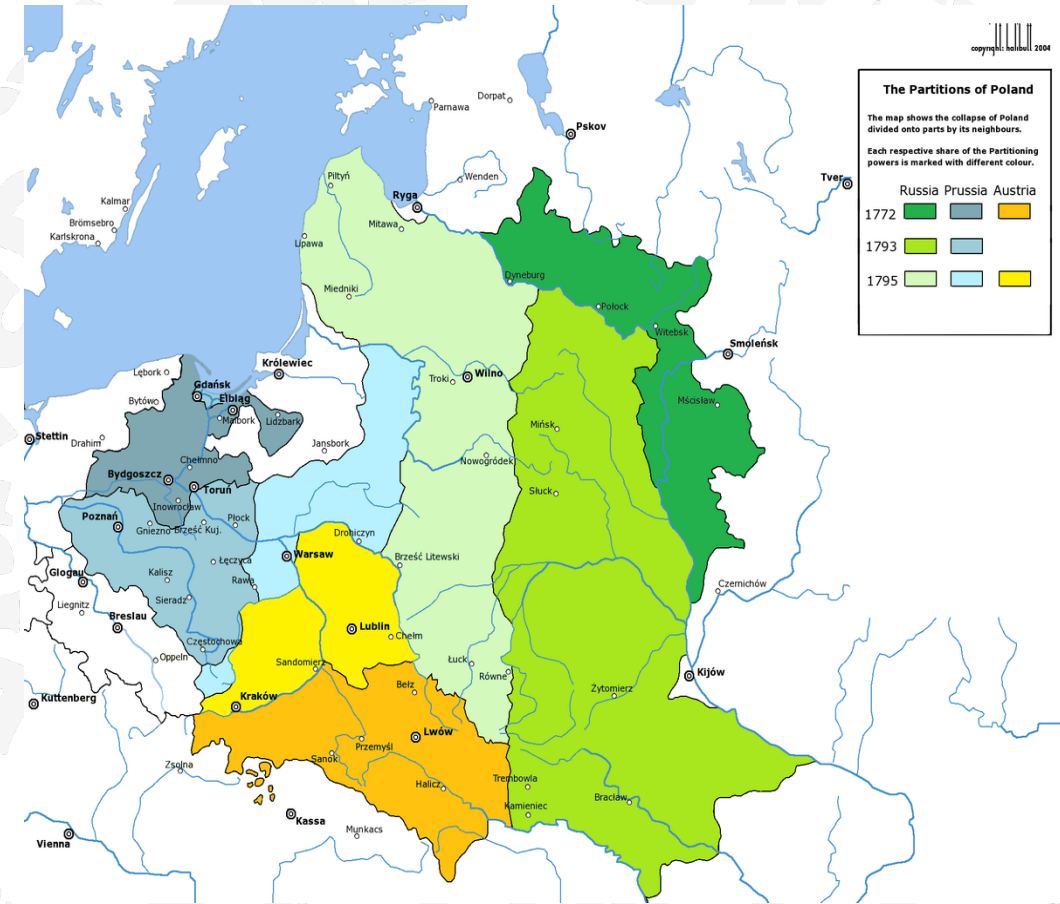 copyright: halibutt 2004
The Partitions of Poland
The map shows the collapse of Poland
divided onto parts by its neighbours.
Each respective share of the Partitioning
powers is marked with different colour.
Russia Prussia Austria
1772
1793
1795
Dorpat
Parnawa
Pskov
Piltyń
Wenden
Tver
Ryga
Kalmar
Brömsebro
Mitawa
Karlskrona
Lipawa
Dyneburg
Miedniki
Połock
Witebsk
Smoleńsk
Królewiec
Lębork
Troki
Wilno
Gdańsk
Bytów
Elbląg
Mścisław
Malbork
Lidzbark
Mińsk
Stettin
Drahim
Jansbork
Chełmno
Nowogródek
Bydgoszcz
Toruń
Słuck
Inowrocław
Poznań
Płock
Gniezno
Brześć Kuj.
Drohiczyn
Warsaw
Brześć Litewski
Łęczyca
Glogau
Kalisz
Rawa
Czernichów
Liegnitz
Sieradz
Breslau
Lublin
Chełm
Częstochowa
Oppeln
Sandomierz
Łuck
Równe
Kijów
Bełz
Żytomierz
Kuttenberg
Kraków
Lwów
Przemyśl
Sanok
Zsolna
Trembowla
Halicz
Bracław
Kamieniec
Kassa
Munkacs
Vienna